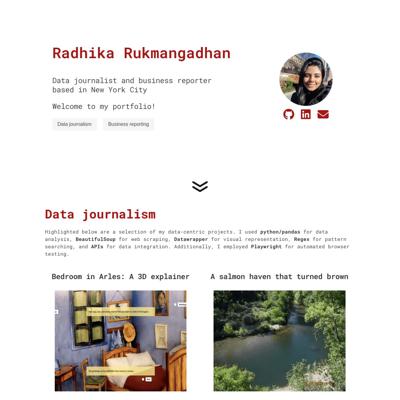 Radhika Rukmangadhan
Data journalist and business reporter
based in New York City
Welcome to my portfolio!
Data journalism
Business reporting
Data journalism
Highlighted below are a selection of my data-centric projects. I used python/pandas for data
analysis, BeautifulSoup for web scraping, Datawrapper for visual representation, Regex for pattern
searching, and APIs for data integration. Additionally, I employed Playwright for automated browser
testing.
Bedroom in Arles: A 3D explainer
A salmon haven that turned brown